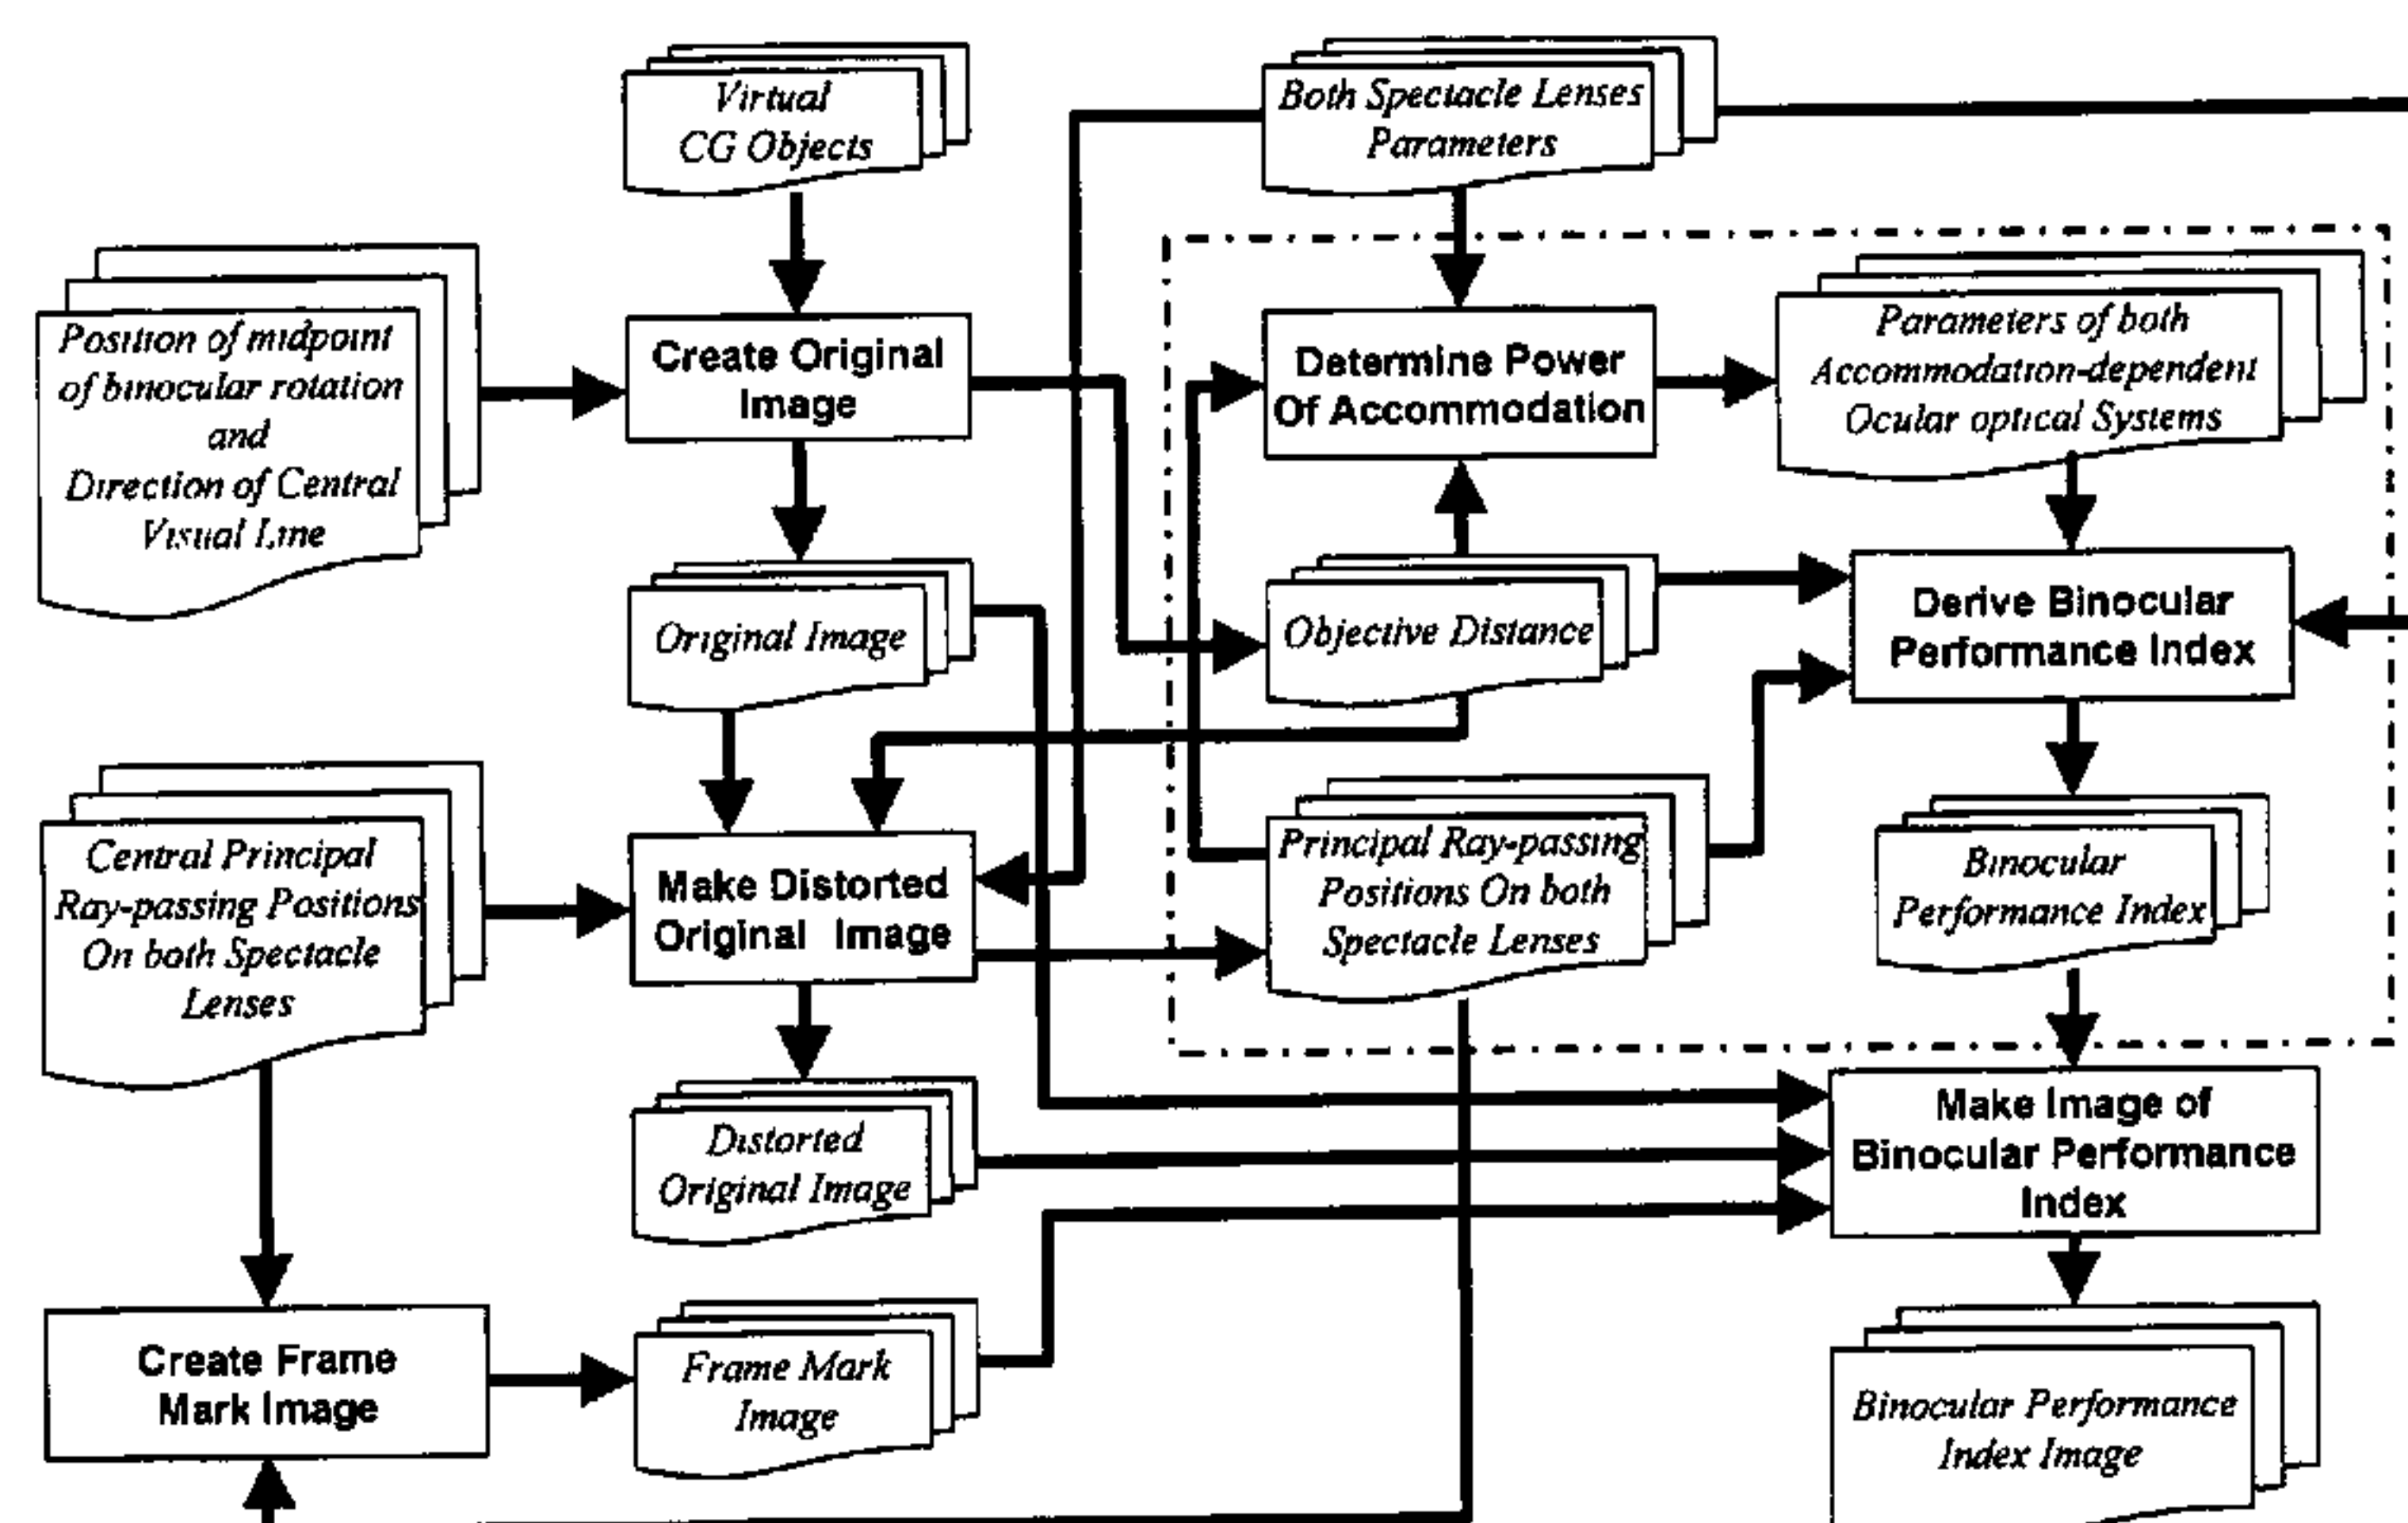 Virtual
CG Objects
Both Spectacle Lenses
Parameters
Position of midpoint
of binocular rotation
and
Direction of Central
Visual Line
Create Original
Image
Determine Power
Of Accommodation
Parameters of both
Accommodation-dependent
Ocular optical Systems
Original Image
Objective Distance
Derive Binocular
Performance Index
Central Principal
Ray-passing Positions
On both Spectacle
Lenses
Make Distorted
Original Image
Principal Ray-passing
Positions On both
Spectacle Lenses
Binocular
Performance Index
Distorted
Original Image
Make Image of
Binocular Performance
Index
Create Frame
Mark Image
Frame Mark
Image
Binocular Performance
Index Image